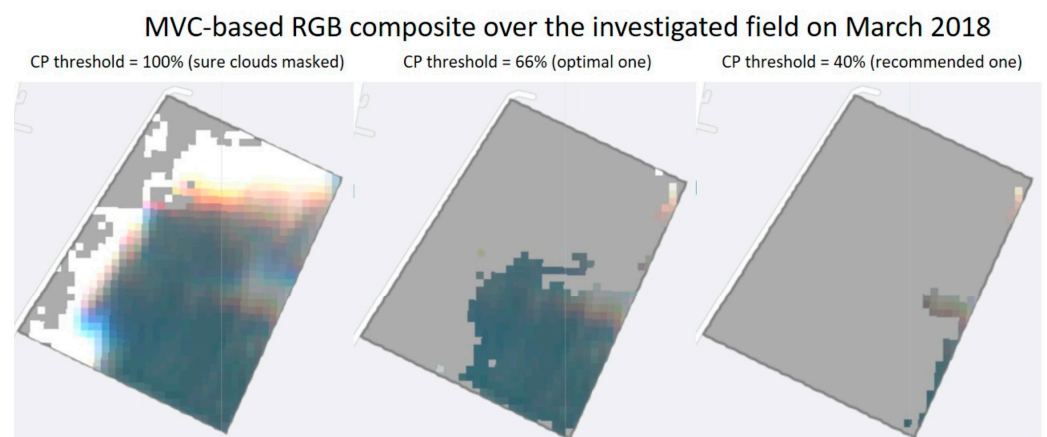 MVC-based RGB composite over the investigated field on March 2018
CP threshold = 100% (sure clouds masked)
CP threshold = 66% (optimal one)
CP threshold = 40% (recommended one)